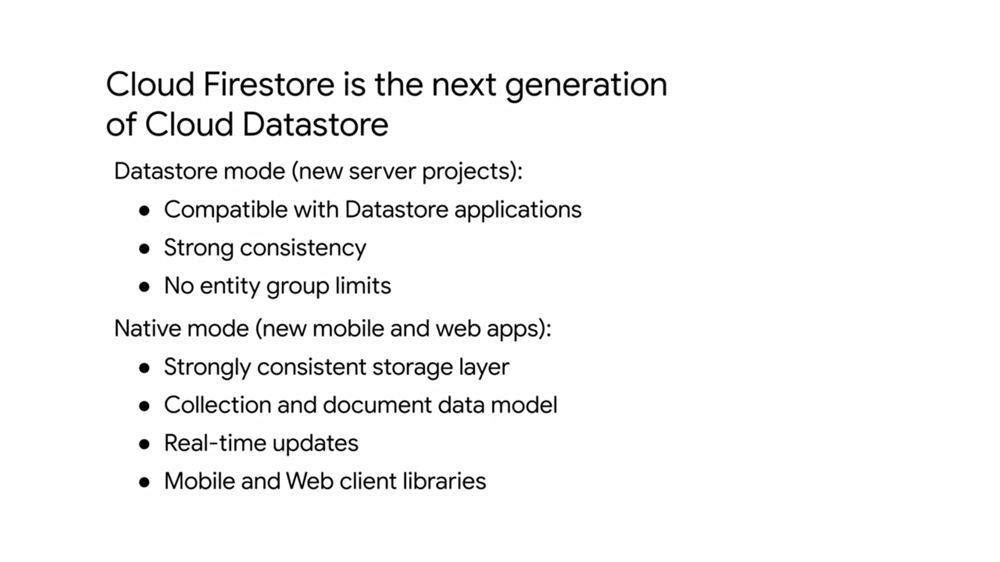 Cloud Firestore is the next generation
of Cloud Datastore
Datastore mode (new server projects):
● Compatible with Datastore applications
● Strong consistency
● No entity group limits
Native mode (new mobile and web apps):
● Strongly consistent storage layer
● Collection and document data model
● Real-time updates
● Mobile and Web client libraries